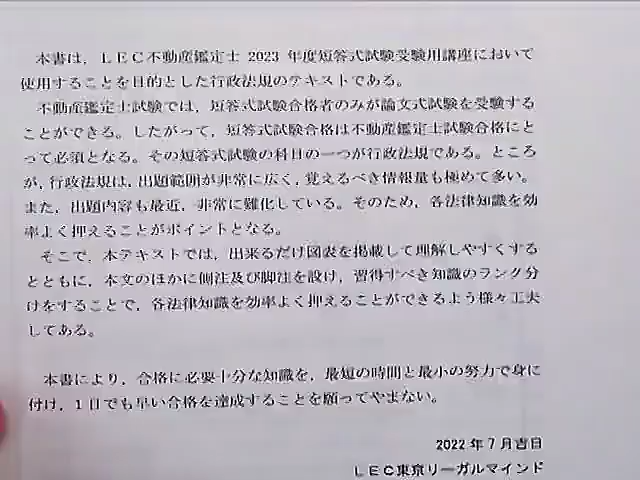 本書は，ＬＥＣ不動産鑑定士 2023 年度短答式試験受験用講座において
使用することを目的とした行政法規のテキストである。
不動産鑑定士試験では，短答式試験合格者のみが論文式試験を受験する
ことができる。したがって，短答式試験合格は不動産鑑定士試験合格にと
って必須となる。その短答式試験の科目の一つが行政法規である。ところ
が，行政法規は，出題範囲が非常に広く，覚えるべき情報量も極めて多い。
また，出題内容も最近，非常に難化している。そのため，各法律知識を効
率よく押えることがポイントとなる。
そこで，本テキストでは，出来るだけ図表を掲載して理解しやすくする
とともに，本文のほかに側注及び脚注を設け，習得すべき知識のランク分
けをすることで，各法律知識を効率よく押えることができるよう様々工夫
してある。
本書により，合格に必要十分な知識を，最短の時間と最小の努力で身に
付け，１日でも早い合格を達成することを願ってやまない。
2022 年 7 月吉日
ＬＥＣ東京リーガルマインド